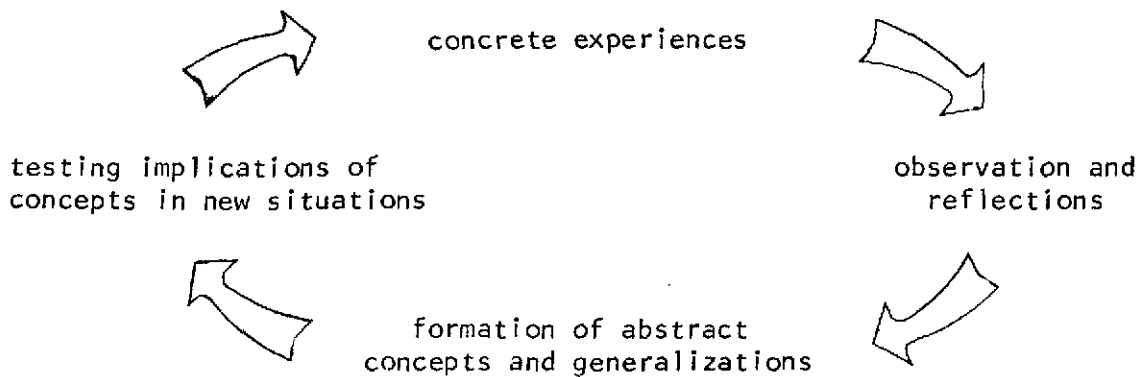 concrete experiences
observation and
reflections
formation of abstract
concepts and generalizations
testing implications of
concepts in new situations